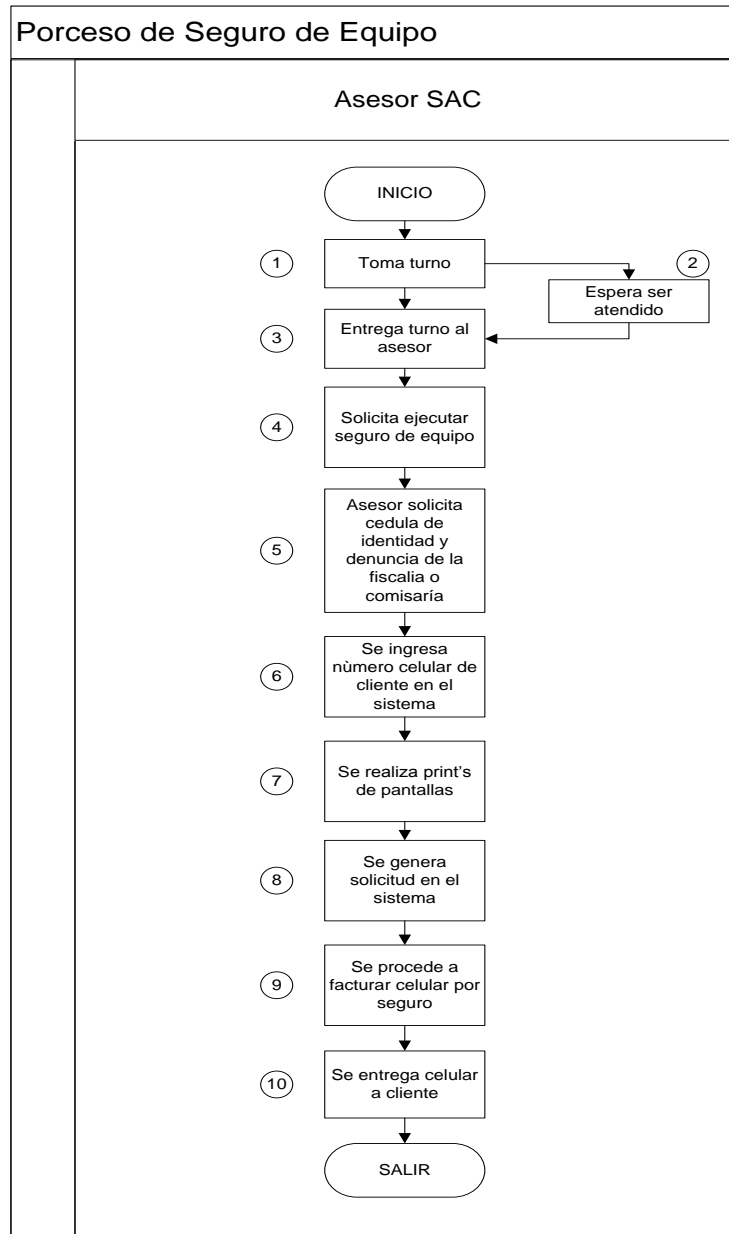 Porceso de Seguro de Equipo
Asesor SAC
INICIO
1
Toma turno
2
Espera ser
atendido
3
Entrega turno al
asesor
4
Solicita ejecutar
seguro de equipo
5
Asesor solicita
cedula de
identidad y
denuncia de la
fiscalia o
comisaría
6
Se ingresa
nùmero celular de
cliente en el
sistema
7
Se realiza print's
de pantallas
8
Se genera
solicitud en el
sistema
9
Se procede a
facturar celular por
seguro
10
Se entrega celular
a cliente
SALIR